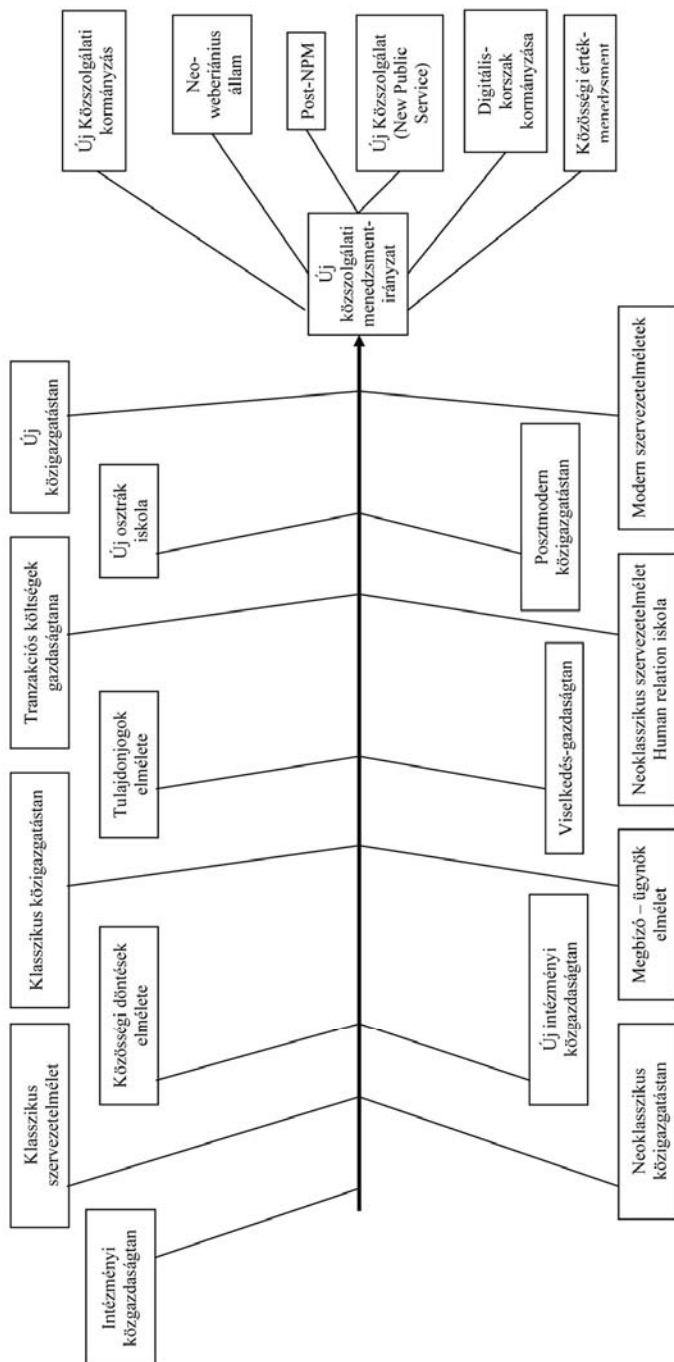 Intézményi
közgazdaságtan
Klasszikus
szervezetelmélet
Közösségi döntések
elmélete
Klasszikus közigazgatástan
Tulajdonjogok
elmélete
Tranzakciós költségek
gazdaságtana
Új osztrák
iskola
Új
közigazgatástan
Neoklasszikus
közigazgatástan
Új intézményi
közgazdaságtan
Megbízó – ügynök
elmélet
Viselkedés-gazdaságtan
Neoklasszikus szervezetelmélet
Human relation iskola
Posztmodern
közigazgatástan
Modern szervezetelméletek
Új
közszolgálati
menedzsment-
irányzat
Új Közszolgálati
kormányzás
Neo-
weberiánius
állam
Post-NPM
Új Közszolgálat
(New Public
Service)
Digitális-
korszak
kormányzása
Közösségi érték-
menedzsment